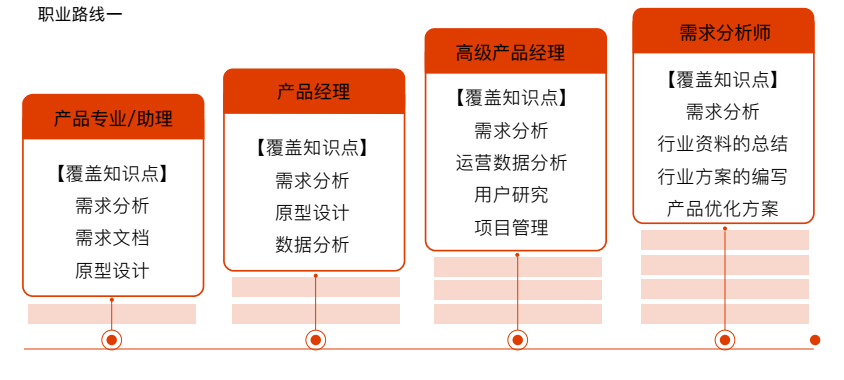 职业路线一
产品专业/助理
【覆盖知识点】
需求分析
需求文档
原型设计
产品经理
【覆盖知识点】
需求分析
原型设计
数据分析
高级产品经理
【覆盖知识点】
需求分析
运营数据分析
用户研究
项目管理
需求分析师
【覆盖知识点】
需求分析
行业资料的总结
行业方案的编写
产品优化方案